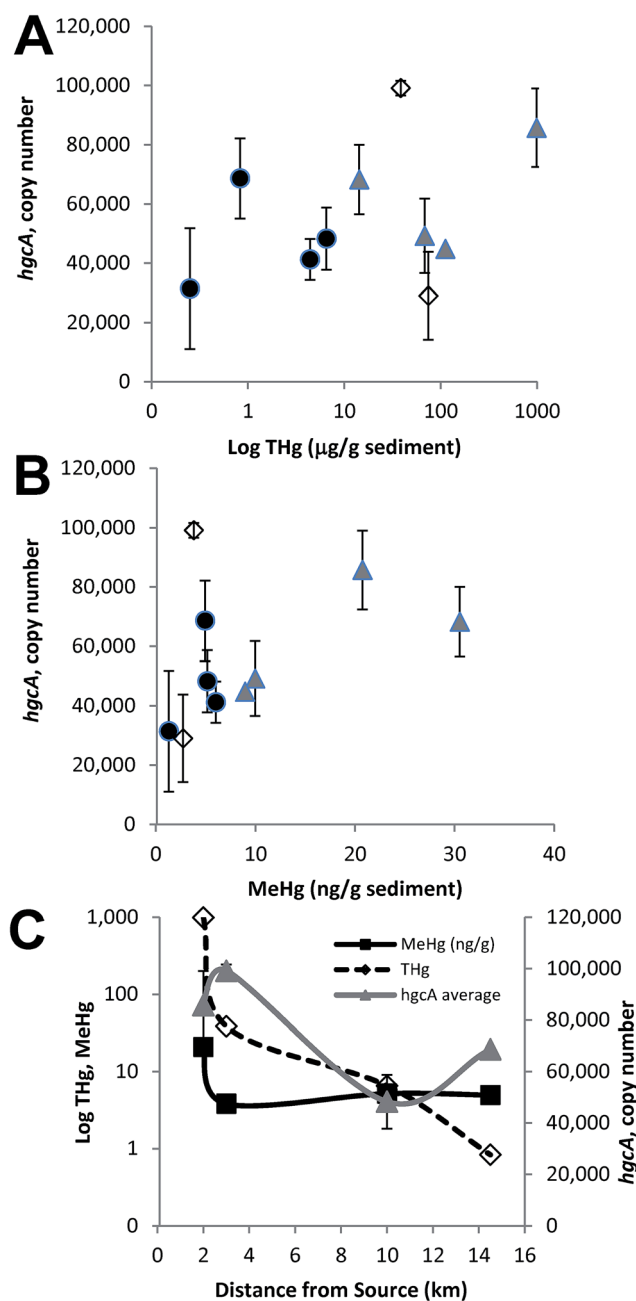 A
120,000
100,000
80,000
60,000
40,000
20,000
0
hgcA, copy number
0 1 10 100 1000
Log THg (µg/g sediment)
B
120,000
100,000
80,000
60,000
40,000
20,000
0
hgcA, copy number
0 10 20 30 40
MeHg (ng/g sediment)
C
1,000
100
10
1
0
Log THg, MeHg
MeHg (ng/g)
THg
hgcA average
120,000
100,000
80,000
60,000
40,000
20,000
0
hgcA, copy number
0 2 4 6 8 10 12 14 16
Distance from Source (km)